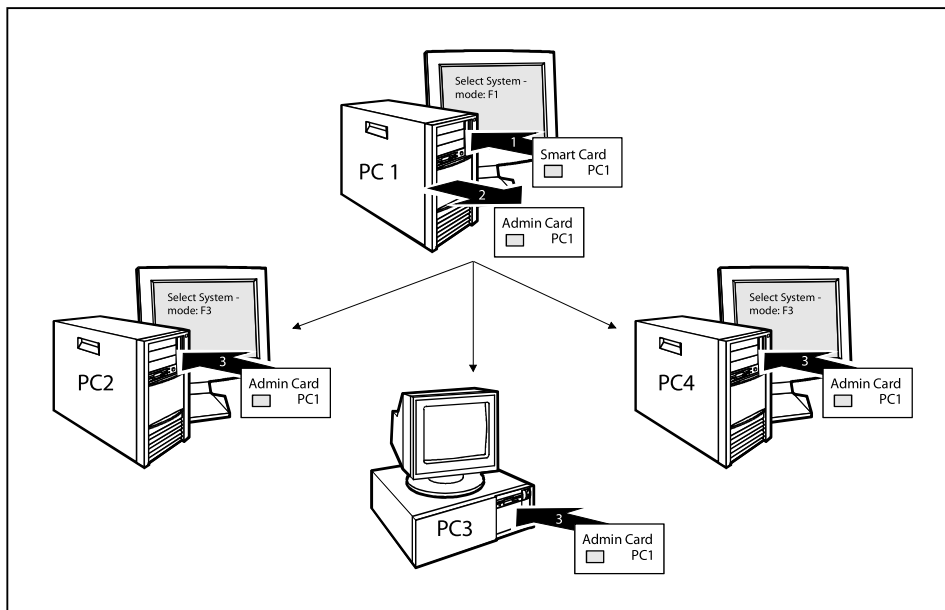 Select System -
mode: F1
1
Smart Card
PC1
PC 1
2
Admin Card
PC1
Select System -
mode: F3
3
PC2
Admin Card
PC1
Select System -
mode: F3
3
PC4
Admin Card
PC1
PC3
3
Admin Card
PC1